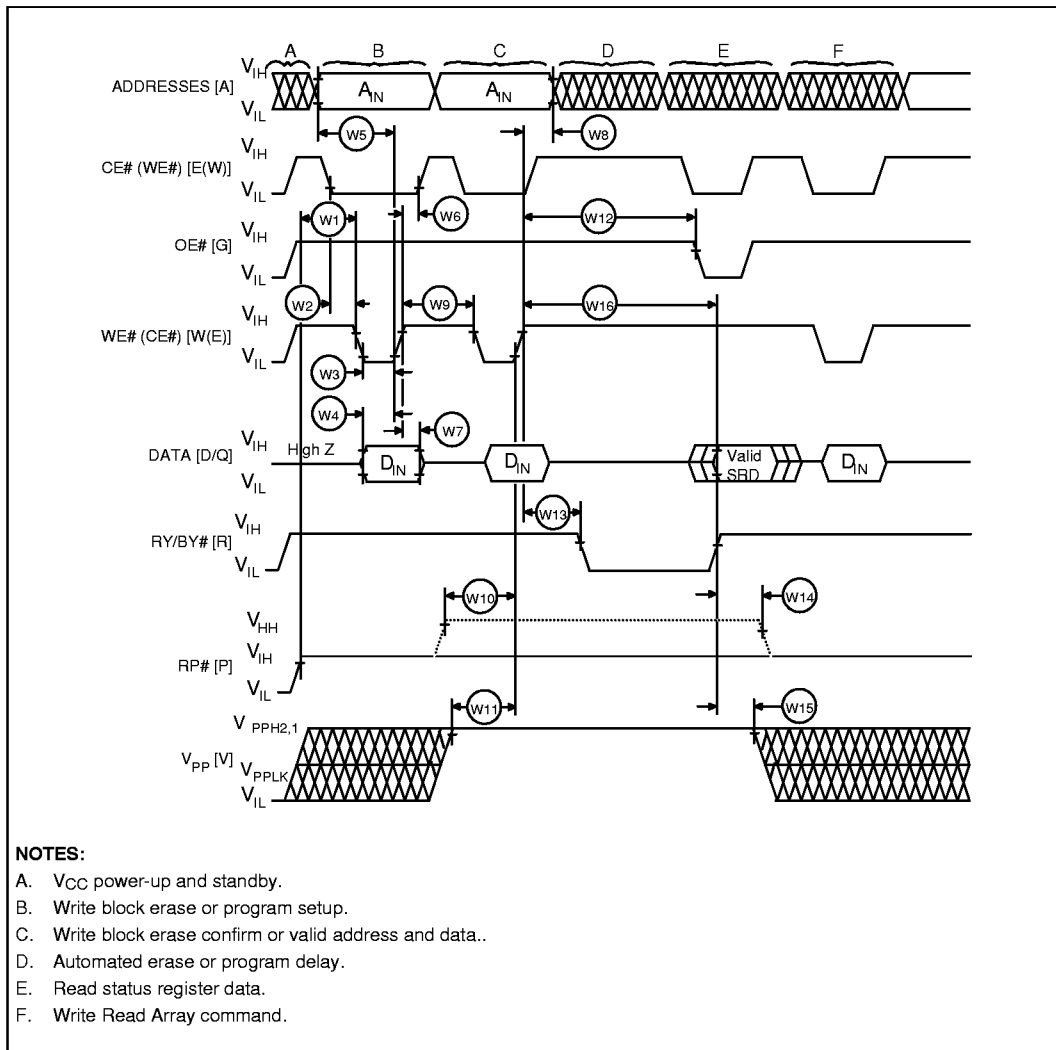 A B C D E F
ADDRESSES [A] VIH VIL AIN AIN
W5 W8
CE# (WE#) [E(W)] VIH VIL
W1 W6 W12
OE# [G] VIH VIL
W2 W9 W16
WE# (CE#) [W(E)] VIH VIL
W3
W4 W7
DATA [D/Q] VIH VIL High Z DIN DIN Valid SRD DIN
W13
RY/BY# [R] VIH VIL
W10 W14
RP# [P] VHH VIH VIL
W11 W15
VPP [V] V PPH2,1 VPPLK VIL
NOTES:
A. VCC power-up and standby.
B. Write block erase or program setup.
C. Write block erase confirm or valid address and data..
D. Automated erase or program delay.
E. Read status register data.
F. Write Read Array command.